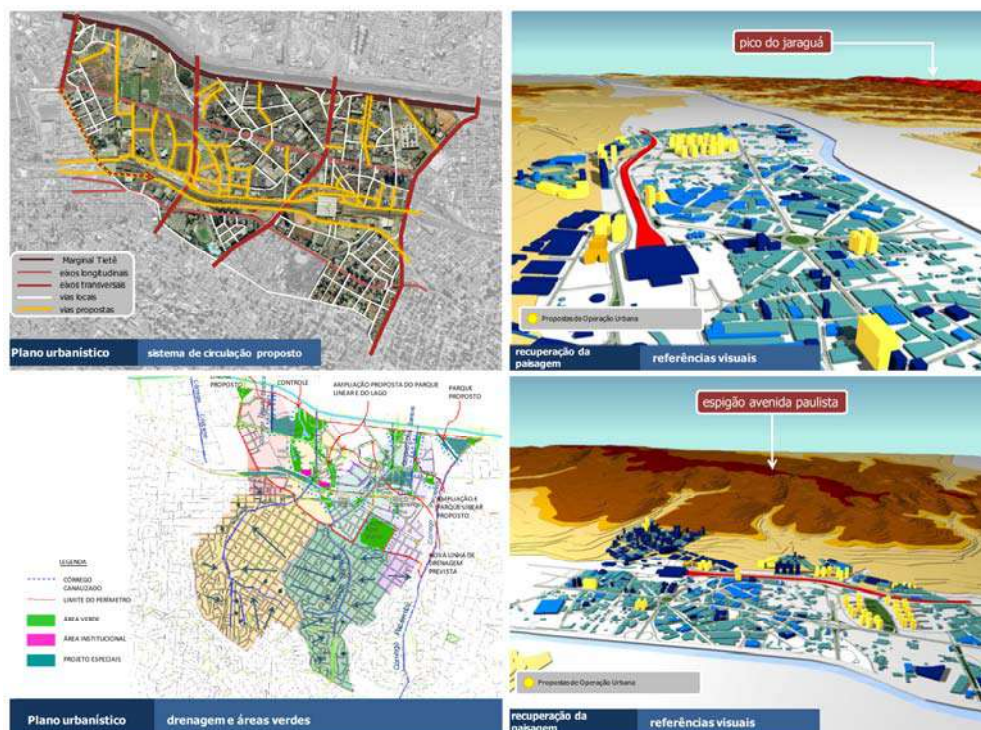 Marginal Tietê
eixos longitudinais
eixos transversais
vias locais
vias propostas
Plano urbanístico
sistema de circulação proposto
pico do jaraguá
Propostas de Operação Urbana
recuperação da
paisagem
referências visuais
PROPOSTO
CONTROLE
AMPLIAÇÃO PROPOSTA DO PARQUE
LINEAR E DO LAGO
PARQUE
PROPOSTO
AMPLIAÇÃO E
PARQUE LINEAR
PROPOSTO
NOVA LINHA DE
DRENAGEM
PREVISTA
LEGENDA
CÓRREGO
CANALIZADO
LIMITE DO PERÍMETRO
ÁREA VERDE
ÁREA INSTITUCIONAL
PROJETO ESPECIAIS
Plano urbanístico
drenagem e áreas verdes
espigão avenida paulista
Propostas de Operação Urbana
recuperação da
paisagem
referências visuais